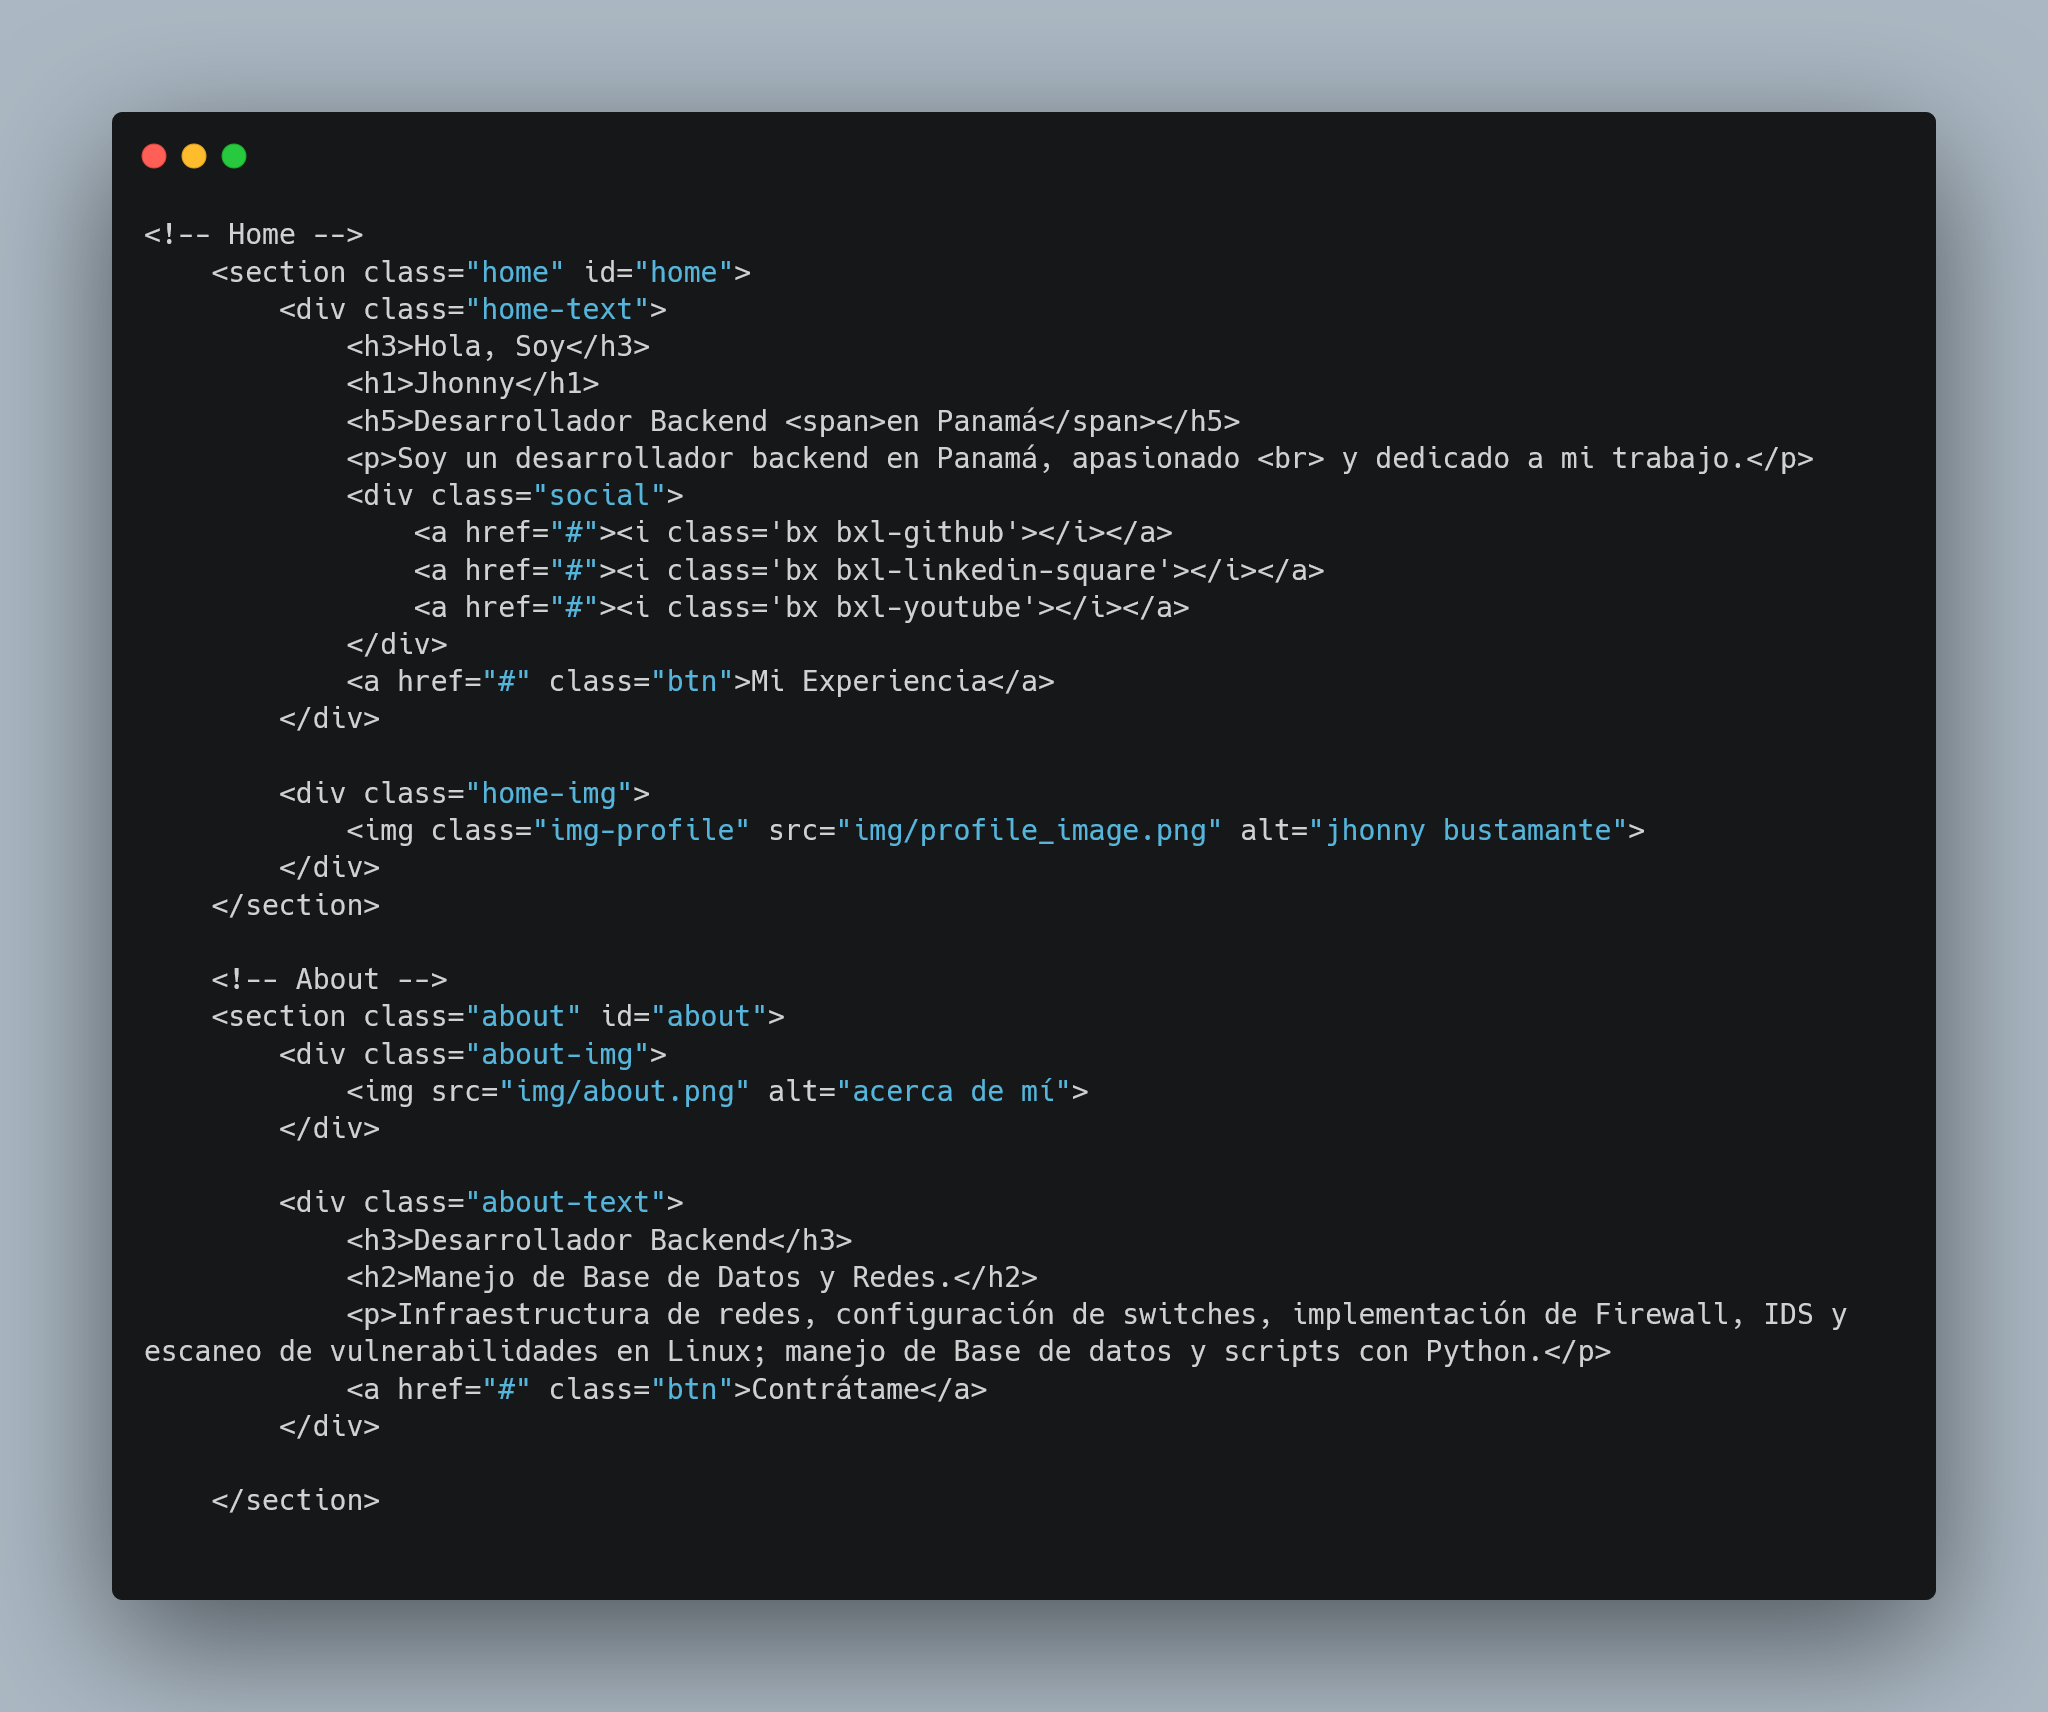 <!-- Home -->
    <section class="home" id="home">
        <div class="home-text">
            <h3>Hola, Soy</h3>
            <h1>Jhonny</h1>
            <h5>Desarrollador Backend <span>en Panamá</span></h5>
            <p>Soy un desarrollador backend en Panamá, apasionado <br> y dedicado a mi trabajo.</p>
            <div class="social">
                <a href="#"><i class='bx bxl-github'></i></a>
                <a href="#"><i class='bx bxl-linkedin-square'></i></a>
                <a href="#"><i class='bx bxl-youtube'></i></a>
            </div>
            <a href="#" class="btn">Mi Experiencia</a>
        </div>

        <div class="home-img">
            <img class="img-profile" src="img/profile_image.png" alt="jhonny bustamante">
        </div>
    </section>

    <!-- About -->
    <section class="about" id="about">
        <div class="about-img">
            <img src="img/about.png" alt="acerca de mí">
        </div>

        <div class="about-text">
            <h3>Desarrollador Backend</h3>
            <h2>Manejo de Base de Datos y Redes.</h2>
            <p>Infraestructura de redes, configuración de switches, implementación de Firewall, IDS y
escaneo de vulnerabilidades en Linux; manejo de Base de datos y scripts con Python.</p>
            <a href="#" class="btn">Contrátame</a>
        </div>

    </section>